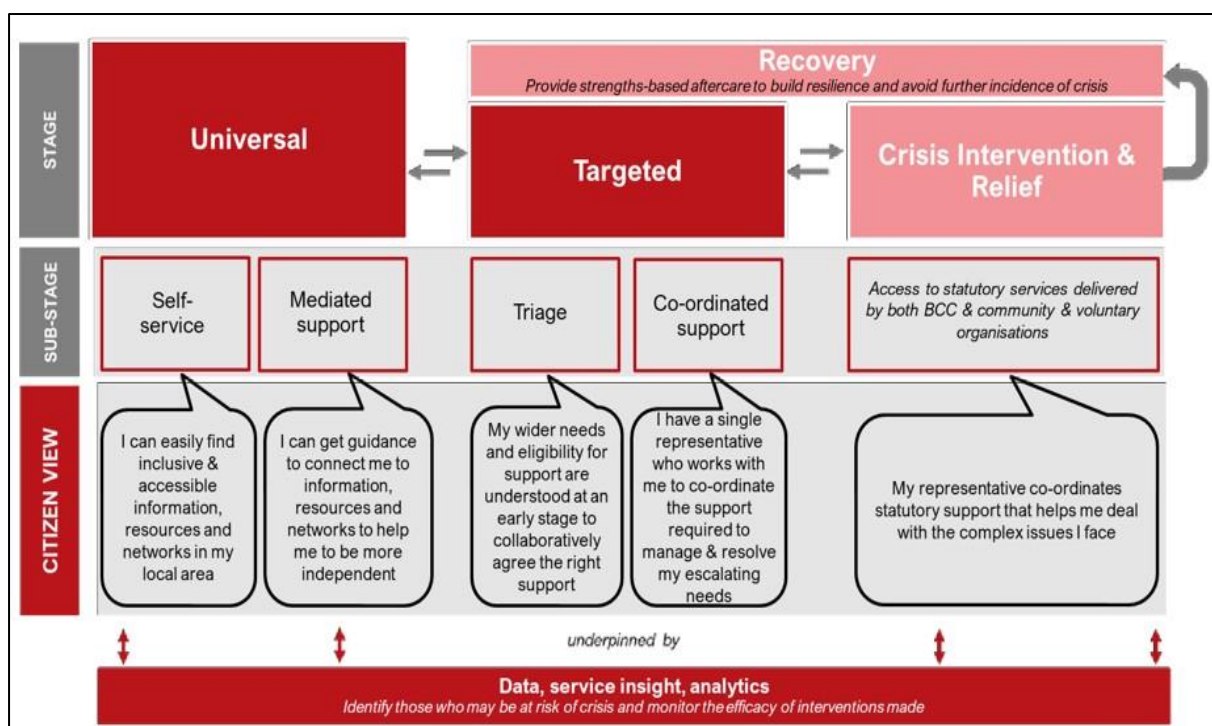 STAGE
Universal
Recovery
Provide strengths-based aftercare to build resilience and avoid further incidence of crisis
Targeted
Crisis Intervention &
Relief
SUB-STAGE
Self-
service
Mediated
support
Triage
Co-ordinated
support
Access to statutory services delivered
by both BCC & community & voluntary
organisations
CITIZEN VIEW
I can easily find
inclusive &
accessible
information,
resources and
networks in my
local area
I can get guidance
to connect me to
information,
resources and
networks to help
me to be more
independent
My wider needs
and eligibility for
support are
understood at an
early stage to
collaboratively
agree the right
support
I have a single
representative
who works with
me to co-ordinate
the support
required to
manage & resolve
my escalating
needs
My representative co-ordinates
statutory support that helps me deal
with the complex issues I face
underpinned by
Data, service insight, analytics
Identify those who may be at risk of crisis and monitor the efficacy of interventions made